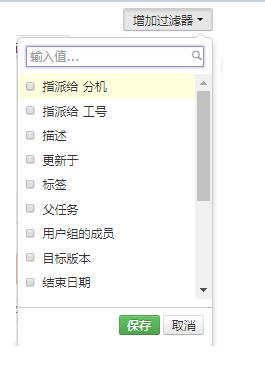 增加过滤器
输入值...
指派给 分机
指派给 工号
描述
更新于
标签
父任务
用户组的成员
目标版本
结束日期
保存 取消